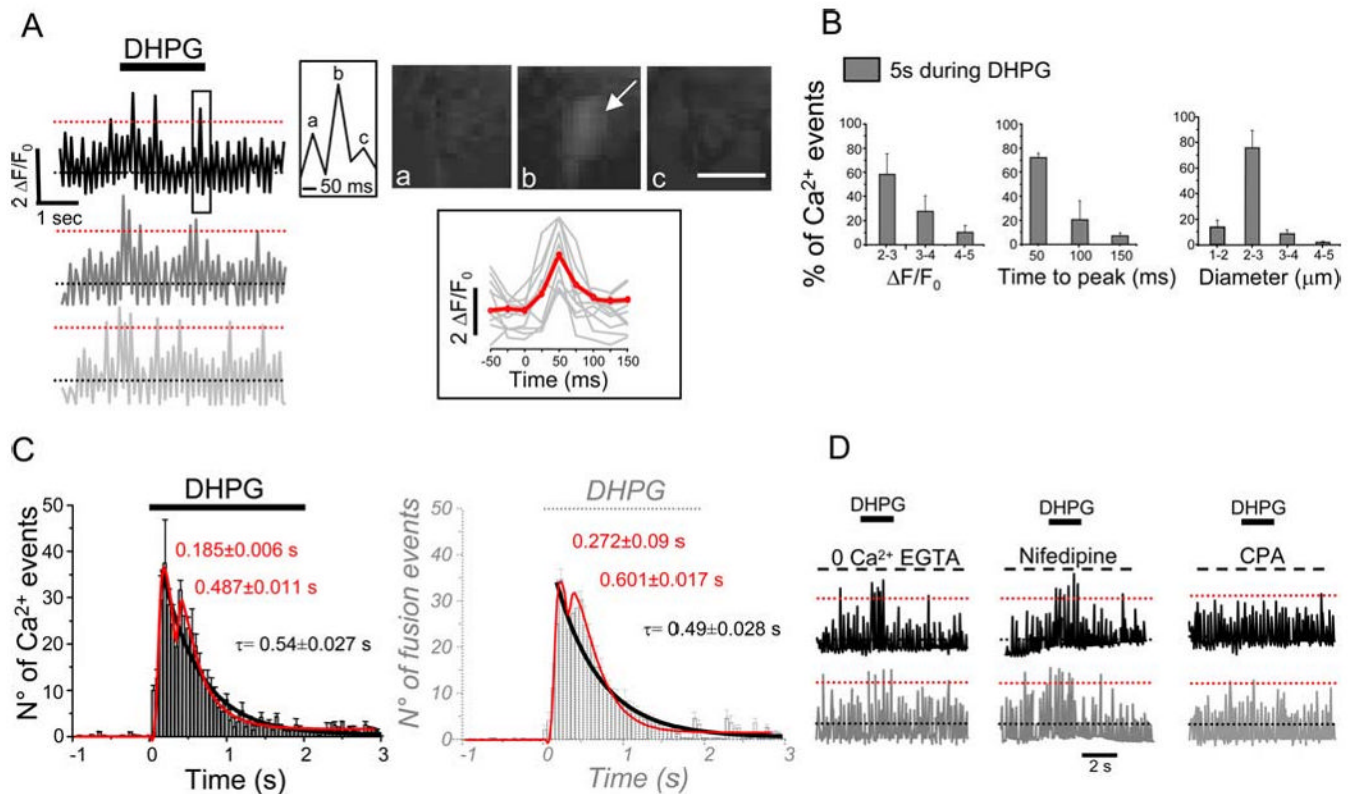 A
DHPG
2 ΔF/F₀
1 sec
a
b
c
50 ms
a
b
c
2 ΔF/F₀
-50 0 50 100 150
Time (ms)
B
5s during DHPG
% of Ca²⁺ events
100
80
60
40
20
0
2-3 3-4 4-5
ΔF/F₀
100
80
60
40
20
0
50 100 150
Time to peak (ms)
100
80
60
40
20
0
1-2 2-3 3-4 4-5
Diameter (μm)
C
DHPG
N° of Ca²⁺ events
50
40
30
20
10
0
0.185±0.006 s
0.487±0.011 s
τ= 0.54±0.027 s
-1 0 1 2 3
Time (s)
DHPG
N° of fusion events
50
40
30
20
10
0
0.272±0.09 s
0.601±0.017 s
τ= 0.49±0.028 s
-1 0 1 2 3
Time (s)
D
DHPG
0 Ca²⁺ EGTA
DHPG
Nifedipine
DHPG
CPA
2 s